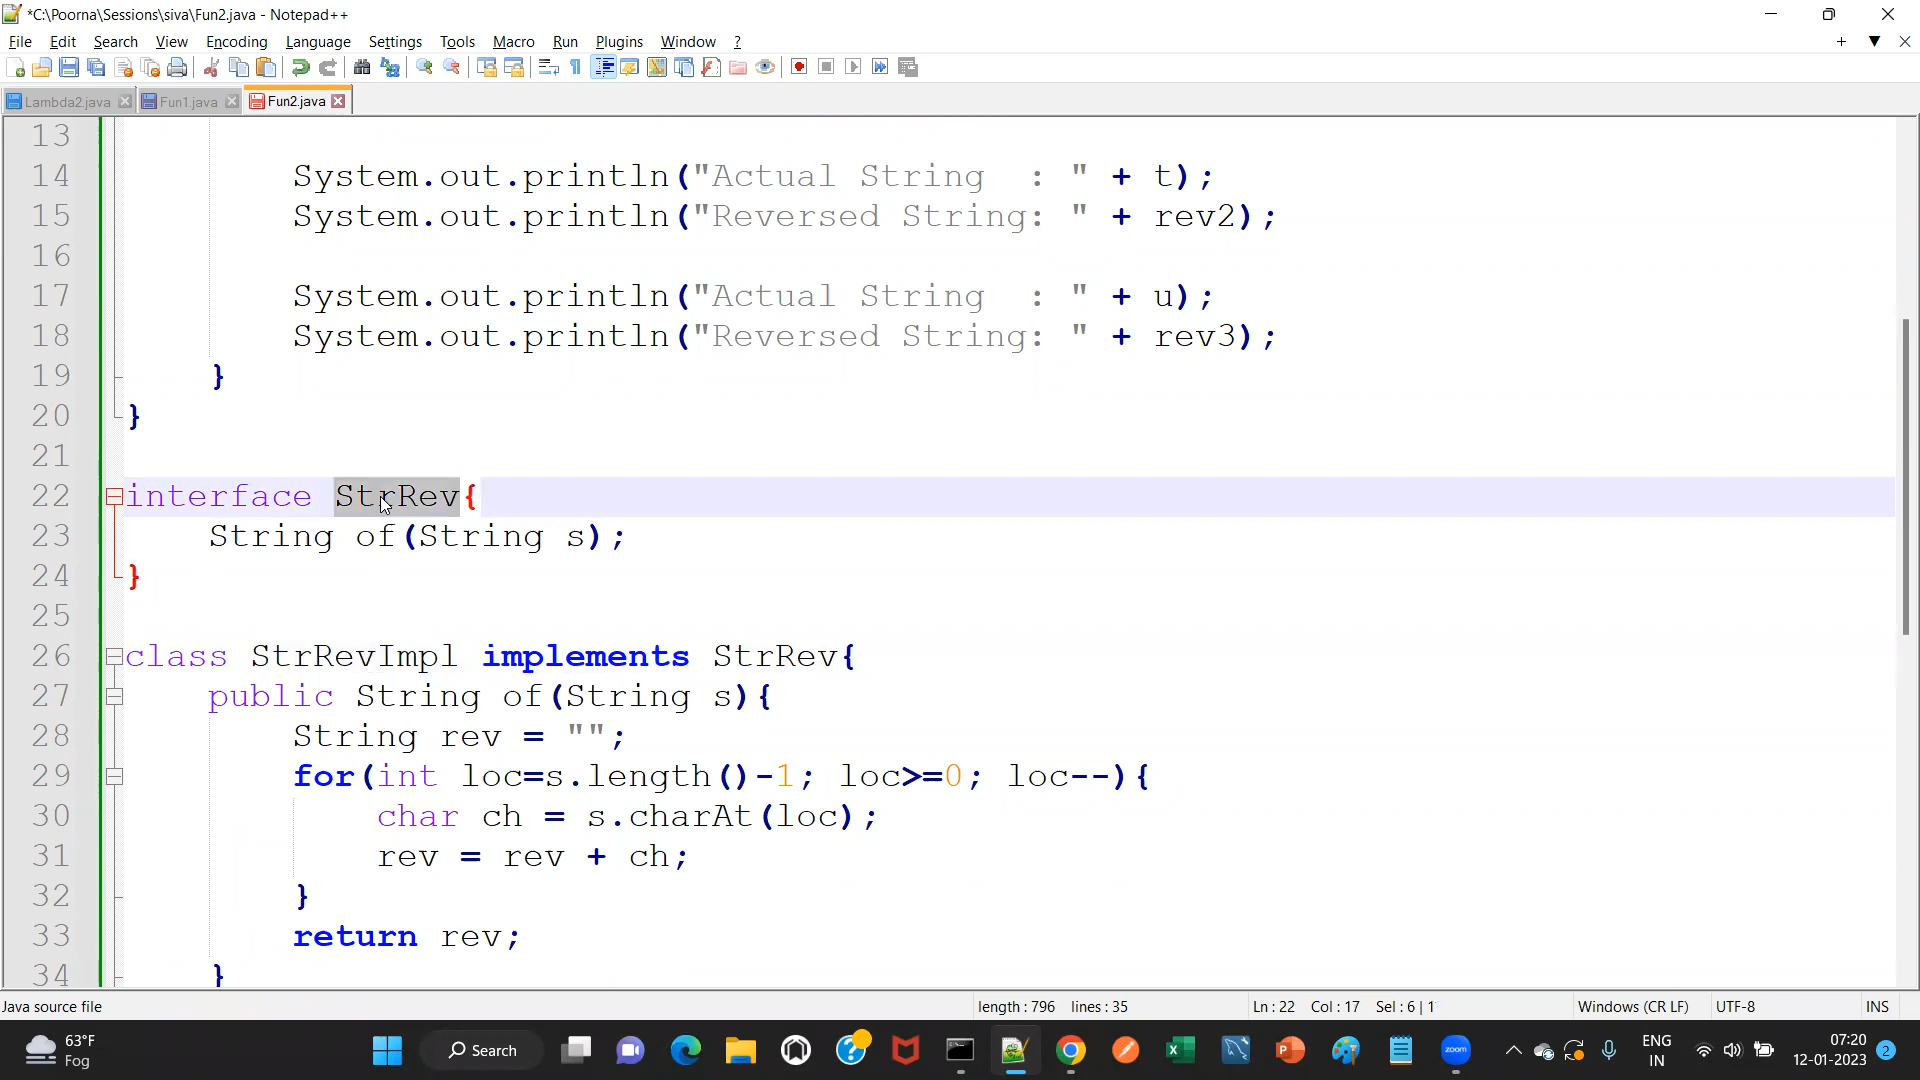 *C:\Poorna\Sessions\siva\Fun2.java - Notepad++
File Edit Search View Encoding Language Settings Tools Macro Run Plugins Window ?
Lambda2.java Fun1.java Fun2.java
13
14 System.out.println("Actual String  : " + t);
15 System.out.println("Reversed String: " + rev2);
16
17 System.out.println("Actual String  : " + u);
18 System.out.println("Reversed String: " + rev3);
19 }
20 }
21
22 interface StrRev{
23 String of(String s);
24 }
25
26 class StrRevImpl implements StrRev{
27 public String of(String s){
28 String rev = "";
29 for(int loc=s.length()-1; loc>=0; loc--){
30 char ch = s.charAt(loc);
31 rev = rev + ch;
32 }
33 return rev;
34 }
Java source file length : 796 lines : 35 Ln : 22 Col : 17 Sel : 6 | 1 Windows (CR LF) UTF-8 INS
63°F
Fog
Search
zoom
ENG
IN
07:20
12-01-2023
2